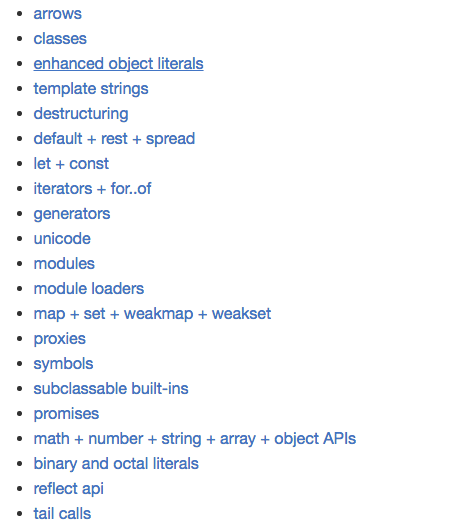 arrows
classes
enhanced object literals
template strings
destructuring
default + rest + spread
let + const
iterators + for..of
generators
unicode
modules
module loaders
map + set + weakmap + weakset
proxies
symbols
subclassable built-ins
promises
math + number + string + array + object APIs
binary and octal literals
reflect api
tail calls